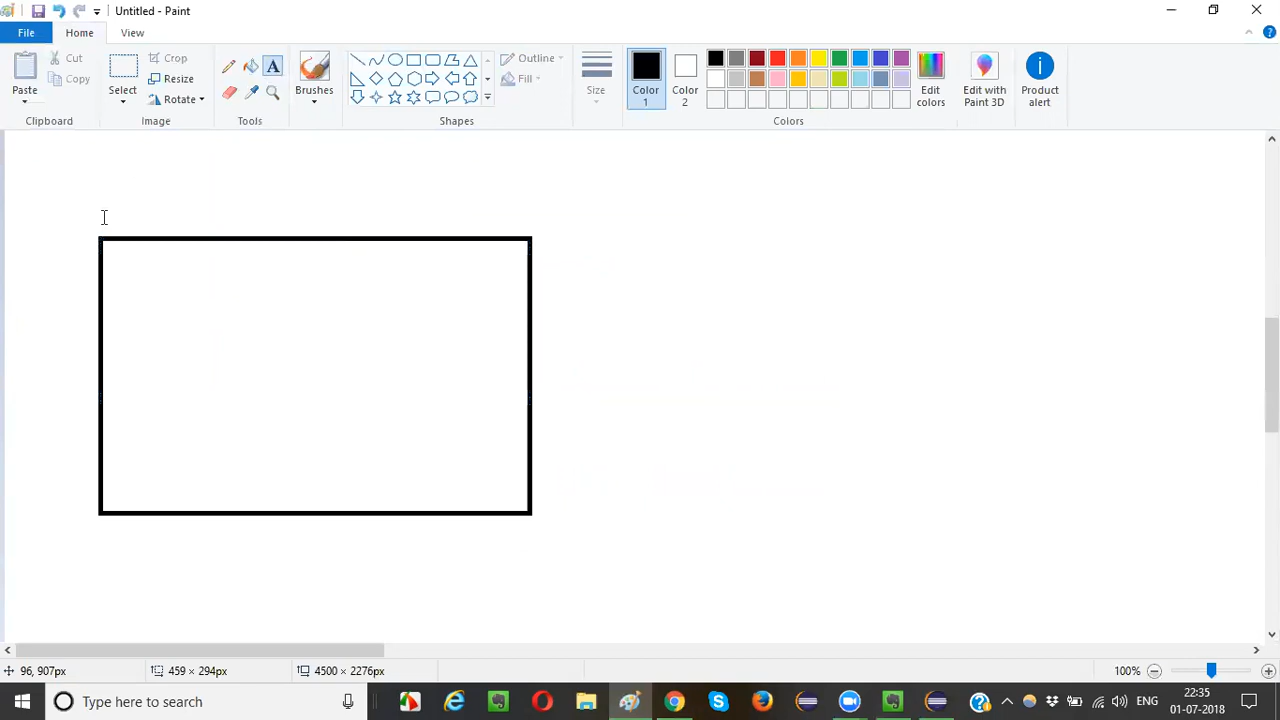 Untitled - Paint
File Home View
Paste
Cut
Copy
Clipboard
Select
Crop
Resize
Rotate
Image
A
Tools
Brushes
Outline
Fill
Shapes
Size
Color 1
Color 2
Edit colors
Colors
Edit with Paint 3D
Product alert
96, 907px
459 × 294px
4500 × 2276px
100%
Type here to search
ENG
22:35
01-07-2018